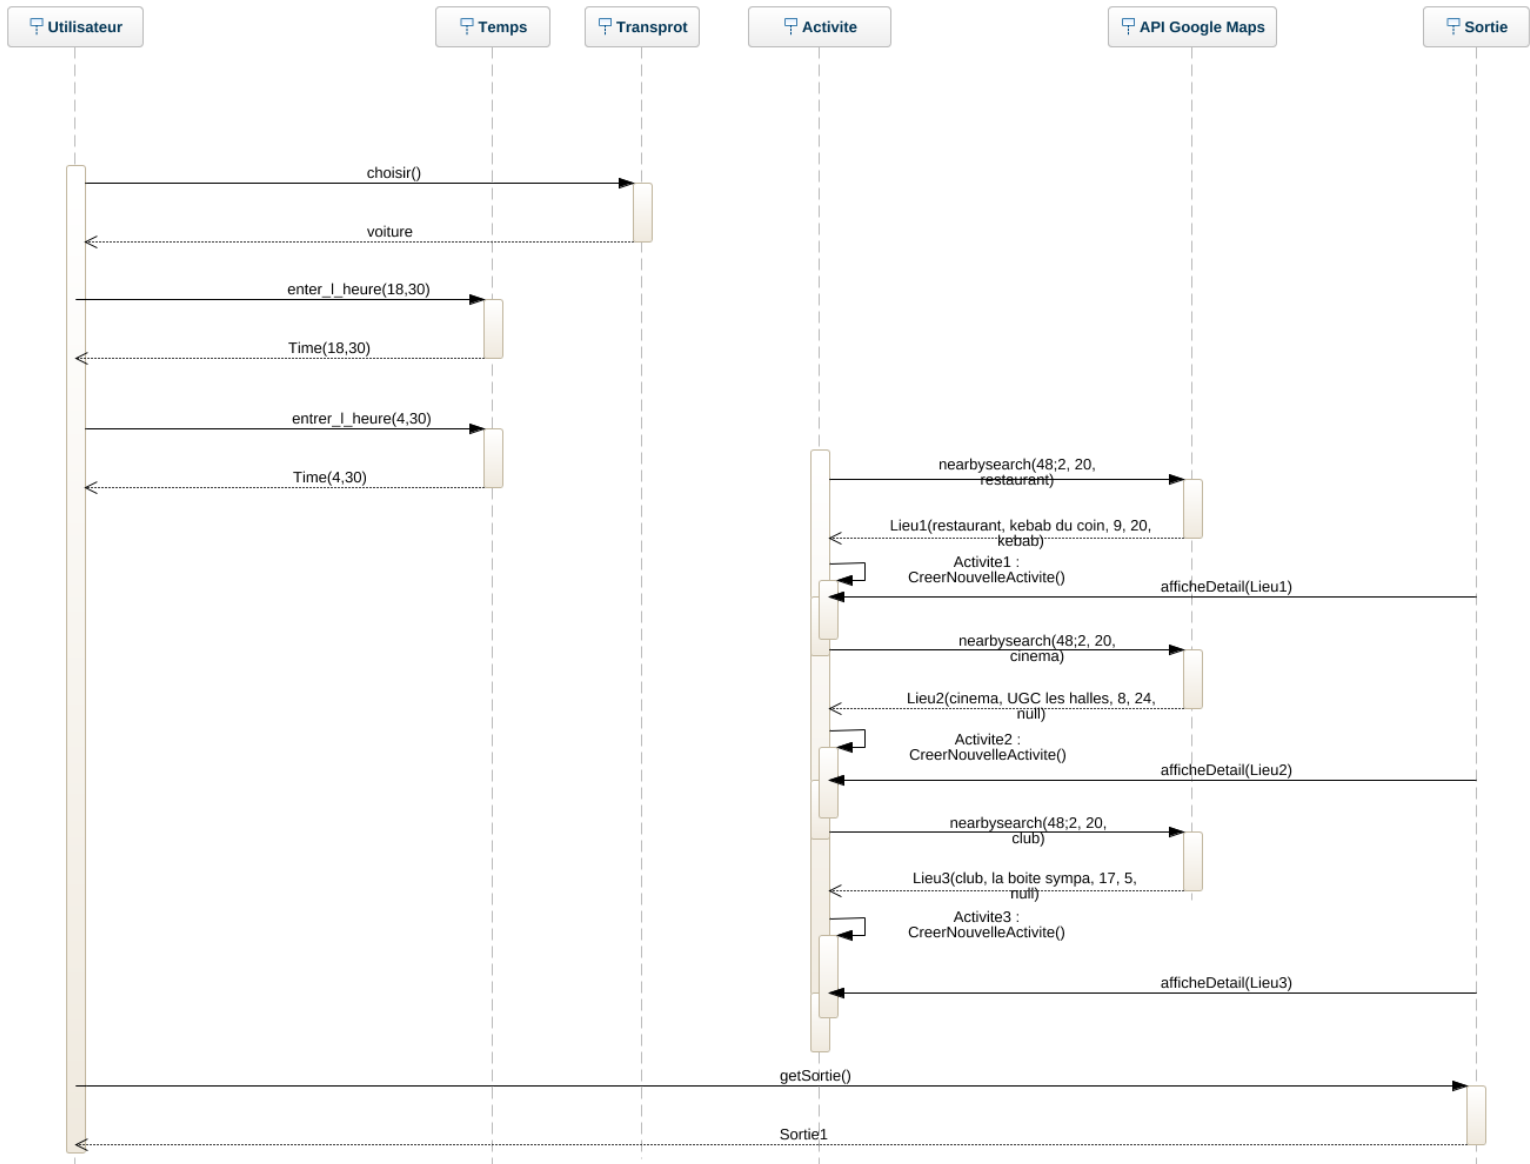 Utilisateur
Temps
Transprot
Activite
API Google Maps
Sortie
choisir()
voiture
enter_l_heure(18,30)
Time(18,30)
entrer_l_heure(4,30)
Time(4,30)
nearbysearch(48;2, 20,
restaurant)
Lieu1(restaurant, kebab du coin, 9, 20,
kebab)
Activite1 :
CreerNouvelleActivite()
afficheDetail(Lieu1)
nearbysearch(48;2, 20,
cinema)
Lieu2(cinema, UGC les halles, 8, 24,
null)
Activite2 :
CreerNouvelleActivite()
afficheDetail(Lieu2)
nearbysearch(48;2, 20,
club)
Lieu3(club, la boite sympa, 17, 5,
null)
Activite3 :
CreerNouvelleActivite()
afficheDetail(Lieu3)
getSortie()
Sortie1